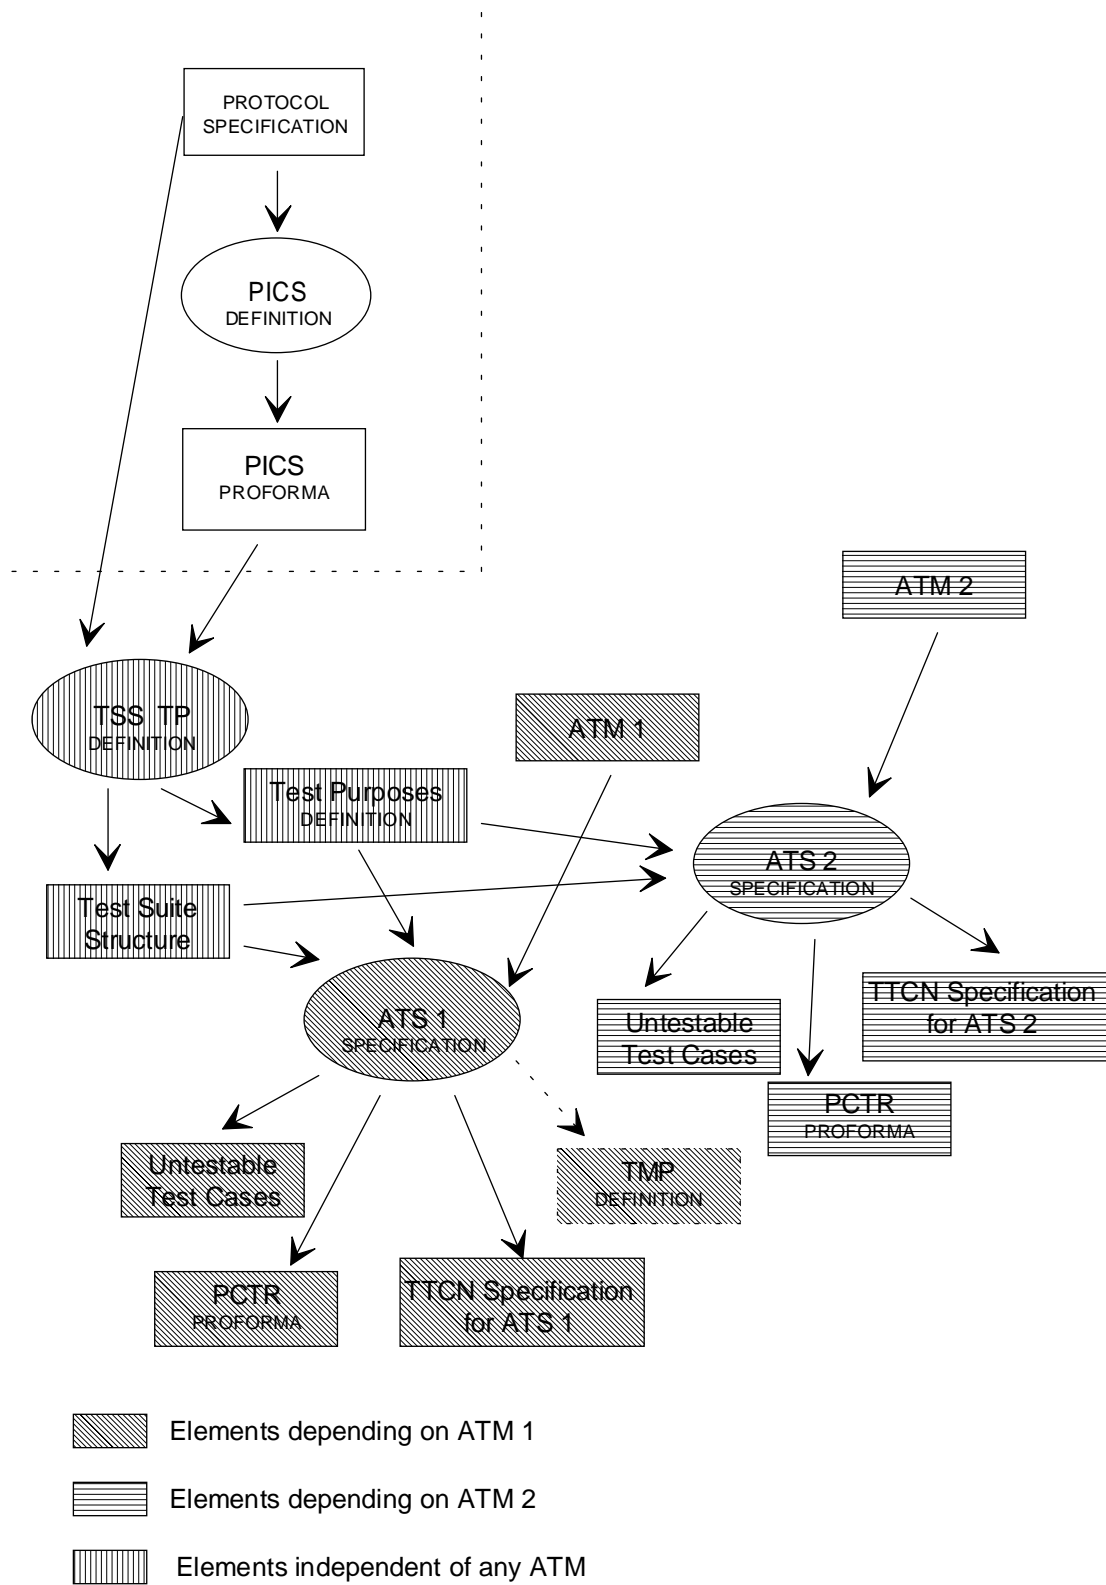 PROTOCOL
SPECIFICATION
PICS
DEFINITION
PICS
PROFORMA
ATM 2
TSS TP
DEFINITION
ATM 1
Test Purposes
DEFINITION
ATS 2
SPECIFICATION
Test Suite
Structure
ATS 1
SPECIFICATION
Untestable
Test Cases
TTCN Specification
for ATS 2
PCTR
PROFORMA
Untestable
Test Cases
TMP
DEFINITION
PCTR
PROFORMA
TTCN Specification
for ATS 1
Elements depending on ATM 1
Elements depending on ATM 2
Elements independent of any ATM